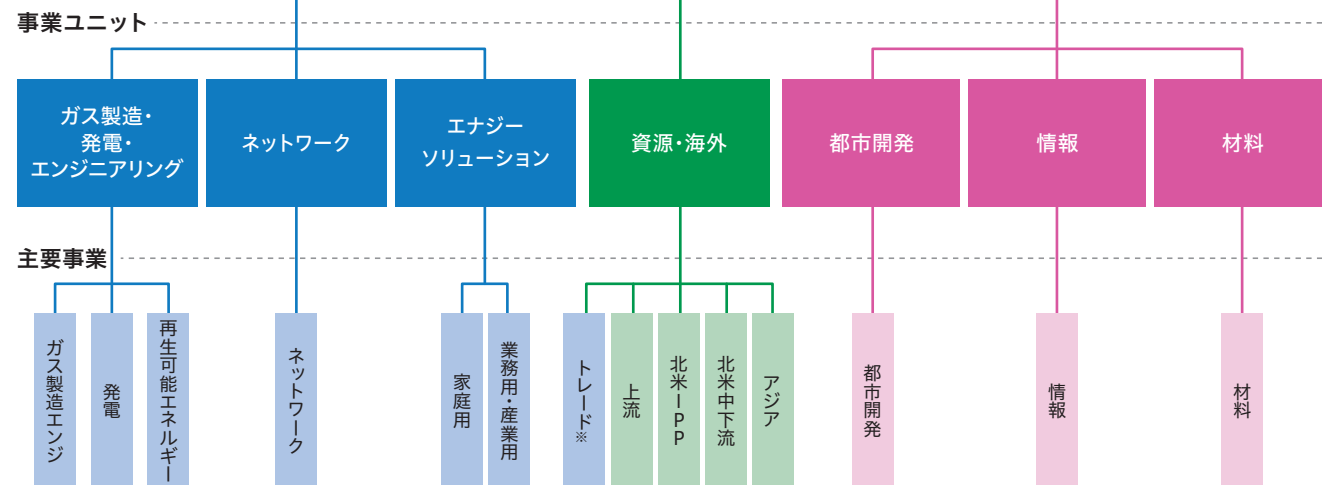 事業ユニット
ガス製造・
発電・
エンジニアリング
ネットワーク
エナジー
ソリューション
資源・海外
都市開発
情報
材料
主要事業
ガス製造エンジ
発電
再生可能エネルギー
ネットワーク
家庭用
業務用・産業用
トレード※
上流
北米IPP
北米中下流
アジア
都市開発
情報
材料